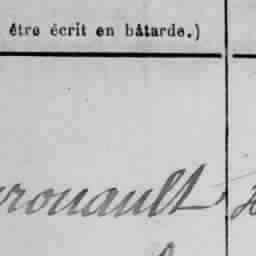 être écrit en bâtarde.)
rouault